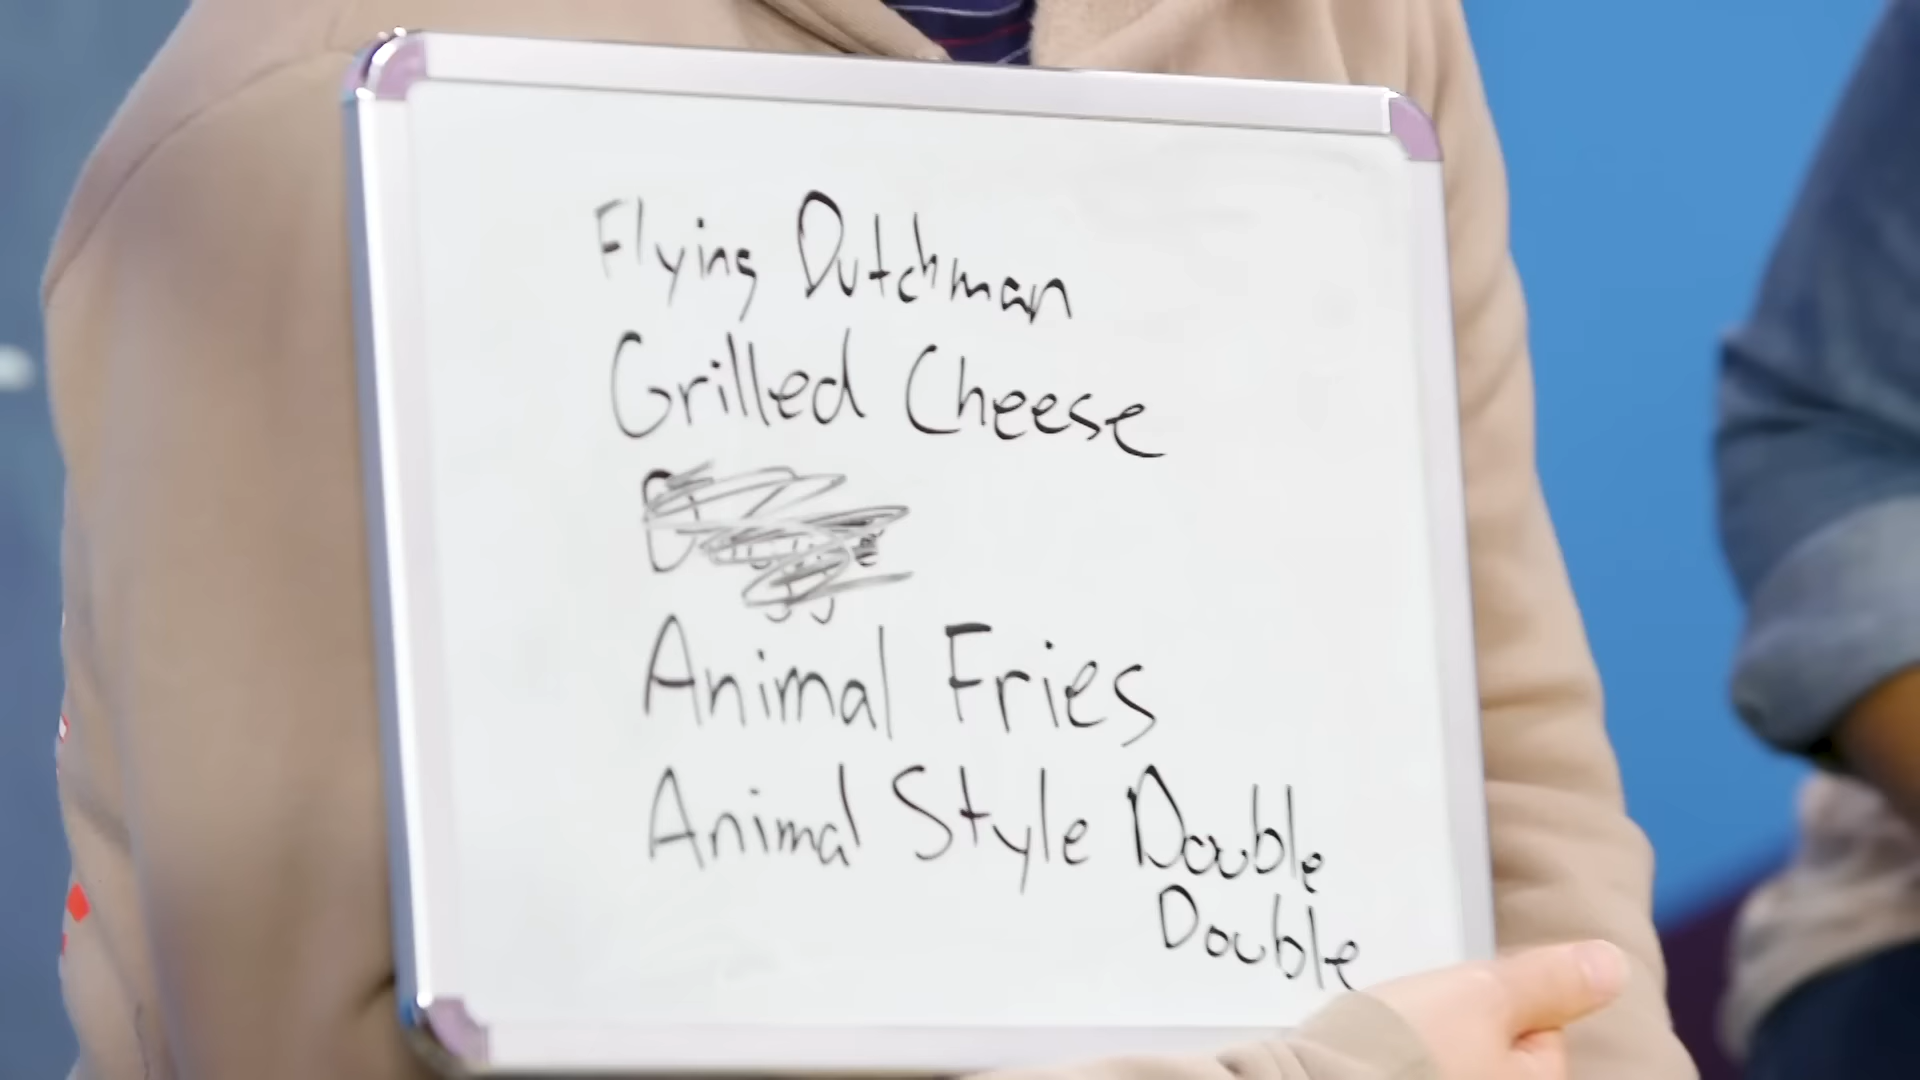 Flying Dutchman
Grilled Cheese
Animal Fries
Animal Style Double
Double